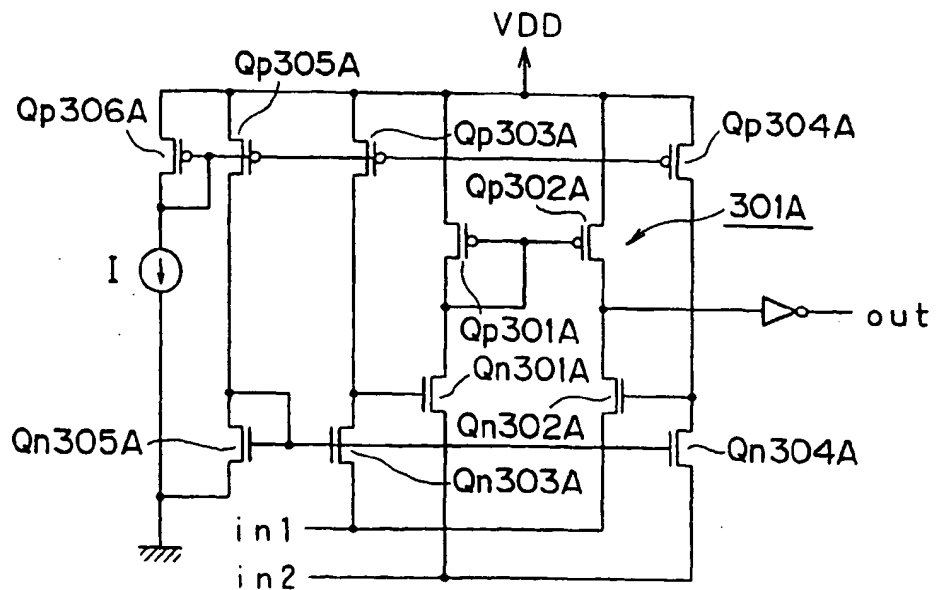 VDD
Qp305A
Qp306A
Qp303A
Qp304A
Qp302A
301A
I
out
Qp301A
Qn301A
Qn305A
Qn302A
Qn304A
Qn303A
in1
in2